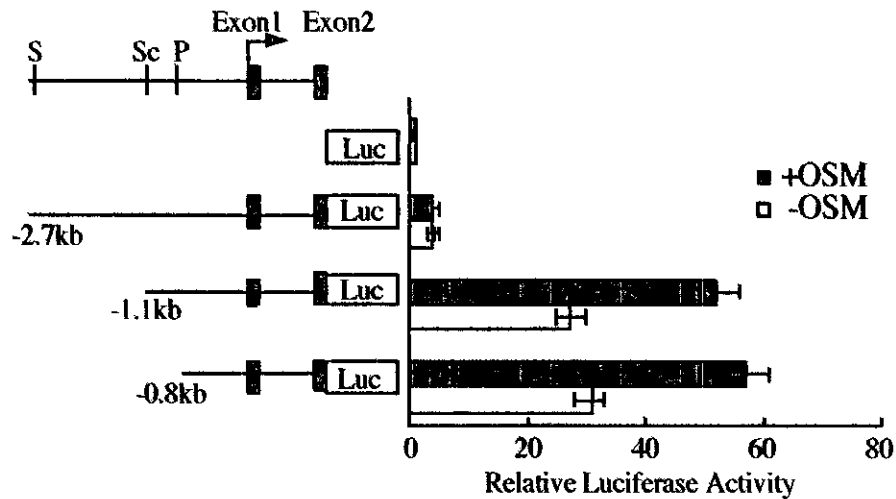 Exon1 Exon2
S Sc P
Luc
+OSM
-OSM
Luc
-2.7kb
Luc
-1.1kb
Luc
-0.8kb
0 20 40 60 80
Relative Luciferase Activity